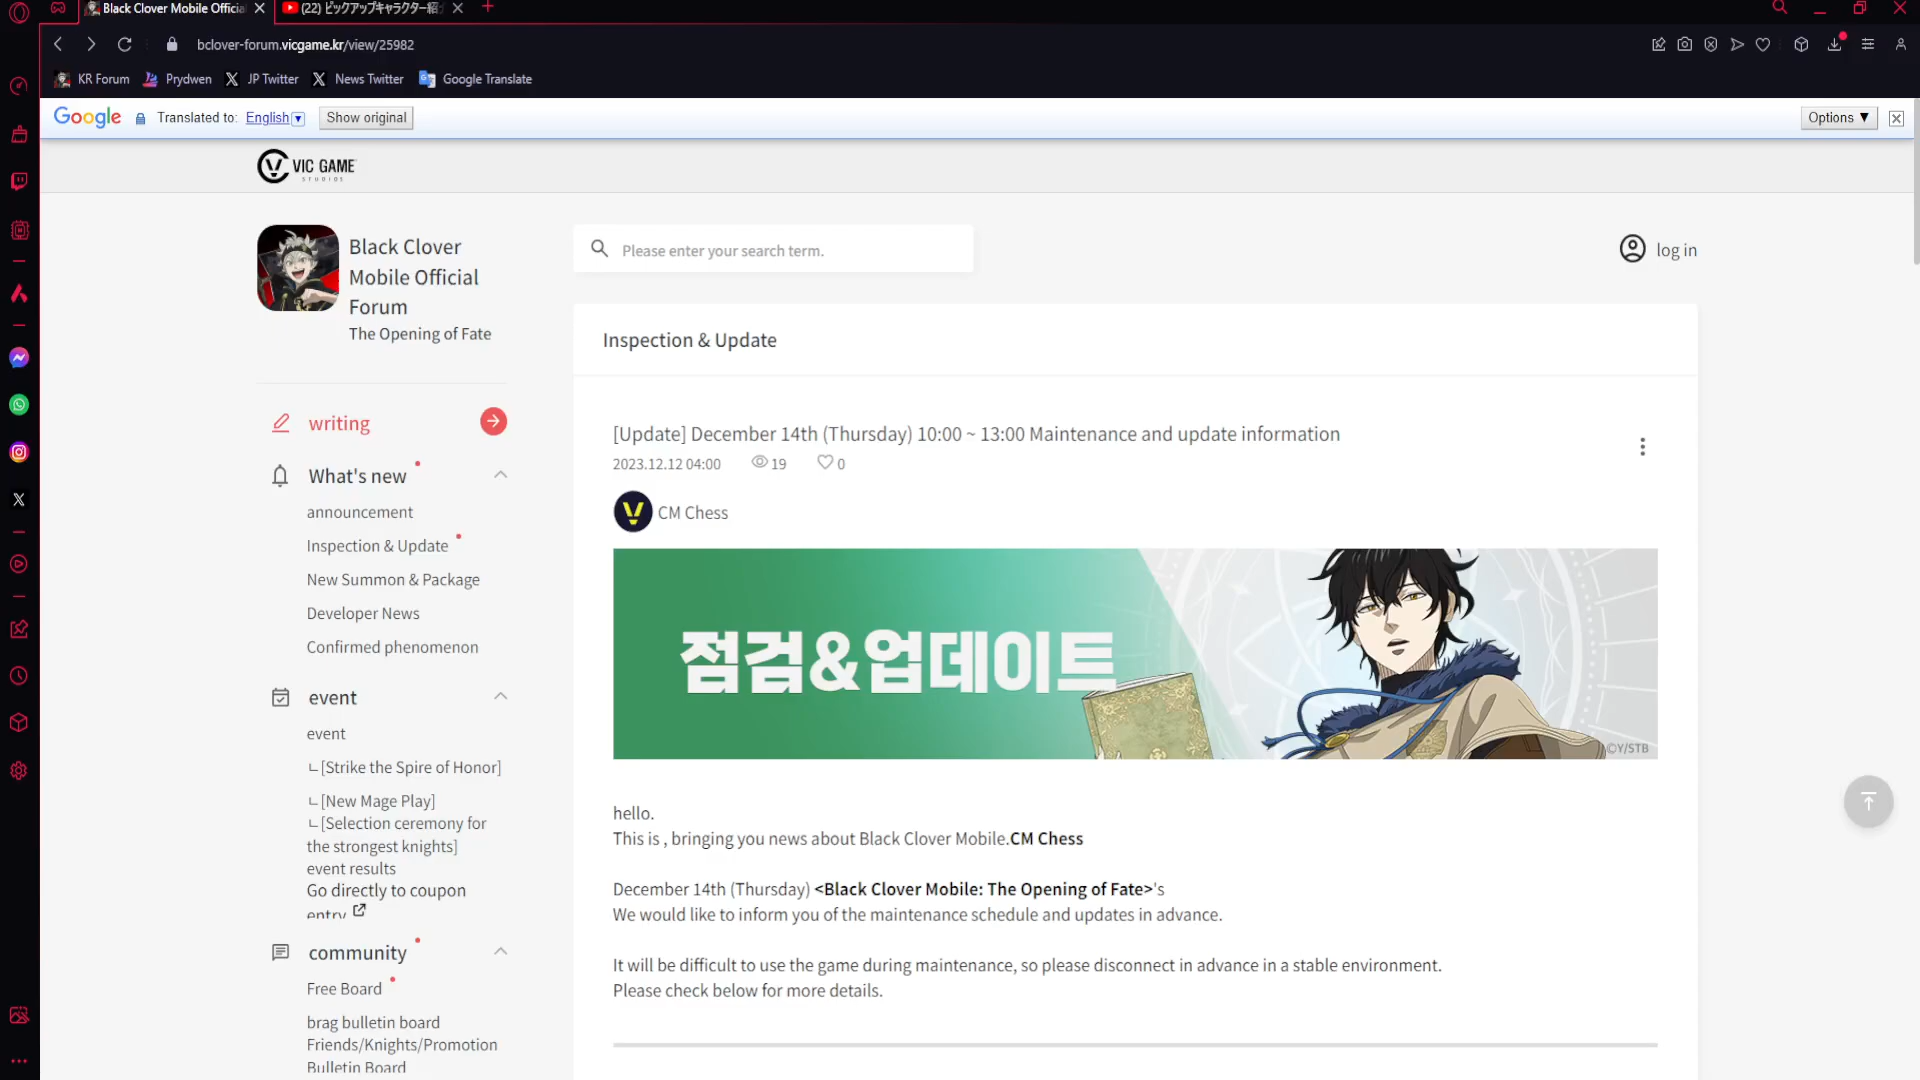 Black Clover Mobile Officia
(22) ピックアップキャラクター紹
bclover-forum.vicgame.kr/view/25982
KR Forum
Prydwen
JP Twitter
News Twitter
Google Translate
Google
Translated to: English
Show original
Options ▼
VIC GAME
STUDIOS
Black Clover
Mobile Official
Forum
The Opening of Fate
Please enter your search term.
log in
Inspection & Update
writing
What's new
announcement
Inspection & Update
New Summon & Package
Developer News
Confirmed phenomenon
event
event
ㄴ[Strike the Spire of Honor]
ㄴ[New Mage Play]
ㄴ[Selection ceremony for
the strongest knights]
event results
Go directly to coupon
entry
community
Free Board
brag bulletin board
Friends/Knights/Promotion
Bulletin Board
[Update] December 14th (Thursday) 10:00 ~ 13:00 Maintenance and update information
2023.12.12 04:00
19
0
CM Chess
점검&업데이트
©Y/STB
hello.
This is , bringing you news about Black Clover Mobile.CM Chess
December 14th (Thursday) <Black Clover Mobile: The Opening of Fate>'s
We would like to inform you of the maintenance schedule and updates in advance.
It will be difficult to use the game during maintenance, so please disconnect in advance in a stable environment.
Please check below for more details.